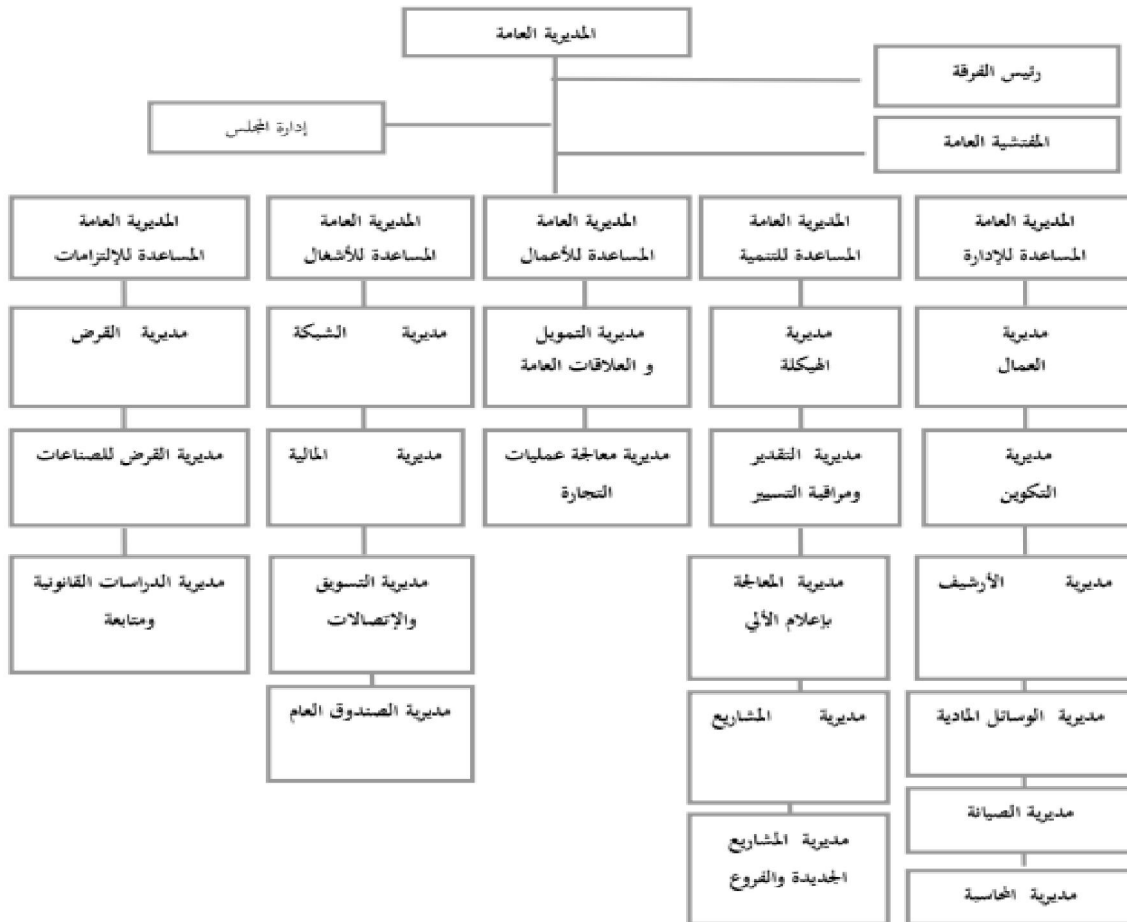 المديرية العامة
رئيس الفرقة
إدارة المجلس
المفتشية العامة
المديرية العامة
المساعدة للإدارة
المديرية العامة
المساعدة للتنمية
المديرية العامة
المساعدة للأعمال
المديرية العامة
المساعدة للأشغال
المديرية العامة
المساعدة للإلتزامات
مديرية
العمال
مديرية
الهيكلة
مديرية التمويل
و العلاقات العامة
مديرية الشبكة
مديرية القرض
مديرية
التكوين
مديرية التقدير
ومراقبة التسيير
مديرية معالجة عمليات
التجارة
مديرية المالية
مديرية القرض للصناعات
مديرية الأرشيف
مديرية المعالجة
بإعلام الألي
مديرية التسويق
والإتصالات
مديرية الدراسات القانونية
ومتابعة
مديرية الوسائل المادية
مديرية المشاريع
مديرية الصندوق العام
مديرية الصيانة
مديرية المشاريع
الجديدة والفروع
مديرية المحاسبة